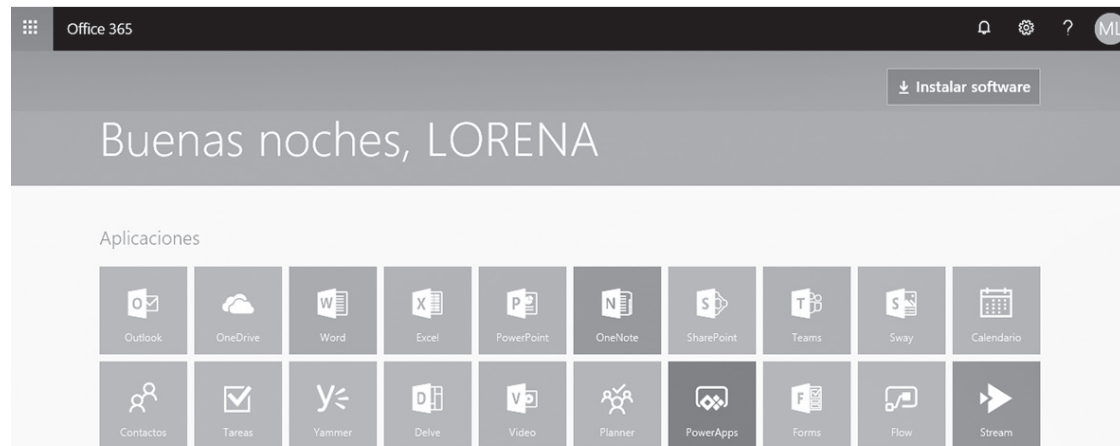 Office 365
ML
Instalar software
Buenas noches, LORENA
Aplicaciones
Outlook OneDrive Word Excel PowerPoint OneNote SharePoint Teams Sway Calendario
Contactos Tareas Yammer Delve Video Planner PowerApps Forms Flow Stream